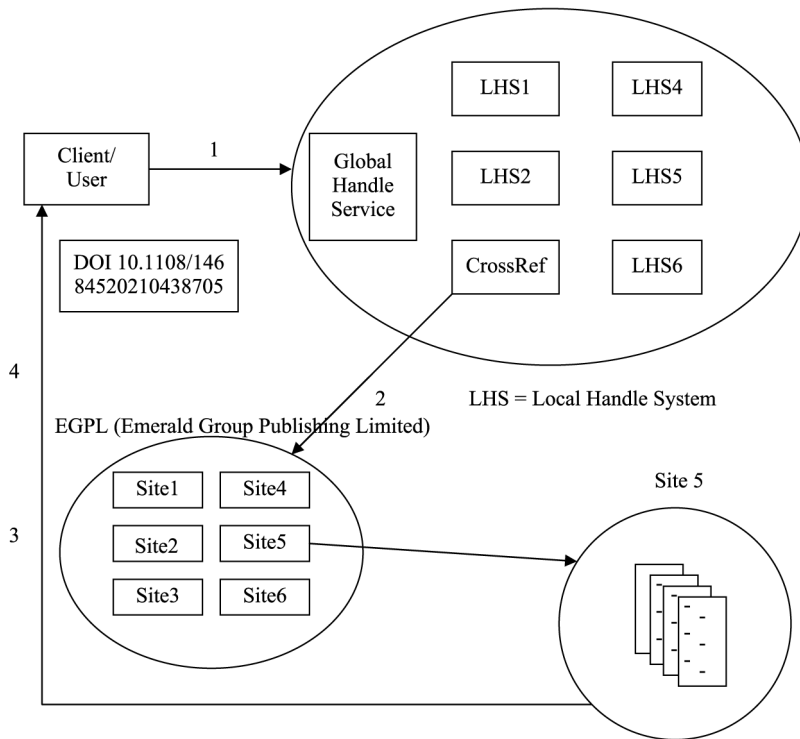 LHS1
LHS4
Client/
User
1
Global
Handle
Service
LHS2
LHS5
DOI 10.1108/146
84520210438705
CrossRef
LHS6
4
2
LHS = Local Handle System
EGPL (Emerald Group Publishing Limited)
Site1
Site4
Site 5
3
Site2
Site5
Site3
Site6